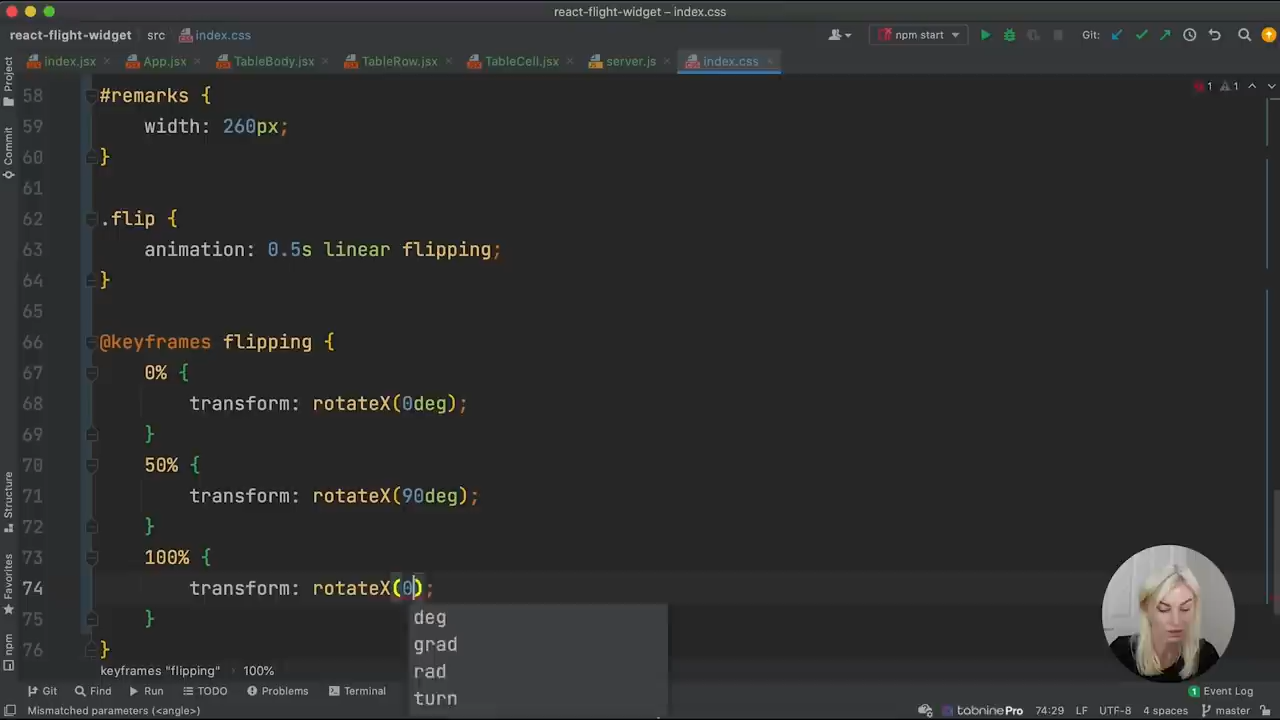 react-flight-widget – index.css
react-flight-widget src index.css npm start Git:
index.jsx App.jsx TableBody.jsx TableRow.jsx TableCell.jsx server.js index.css
Project
Commit
Structure
Favorites
npm
1 1
58 #remarks {
59 width: 260px;
60 }
61
62 .flip {
63 animation: 0.5s linear flipping;
64 }
65
66 @keyframes flipping {
67 0% {
68 transform: rotateX(0deg);
69 }
70 50% {
71 transform: rotateX(90deg);
72 }
73 100% {
74 transform: rotateX(0);
75 }
76 }
deg
grad
rad
turn
keyframes "flipping" 100%
Git Find Run TODO Problems Terminal 1 Event Log
Mismatched parameters (<angle>) tabninePro 74:29 LF UTF-8 4 spaces master